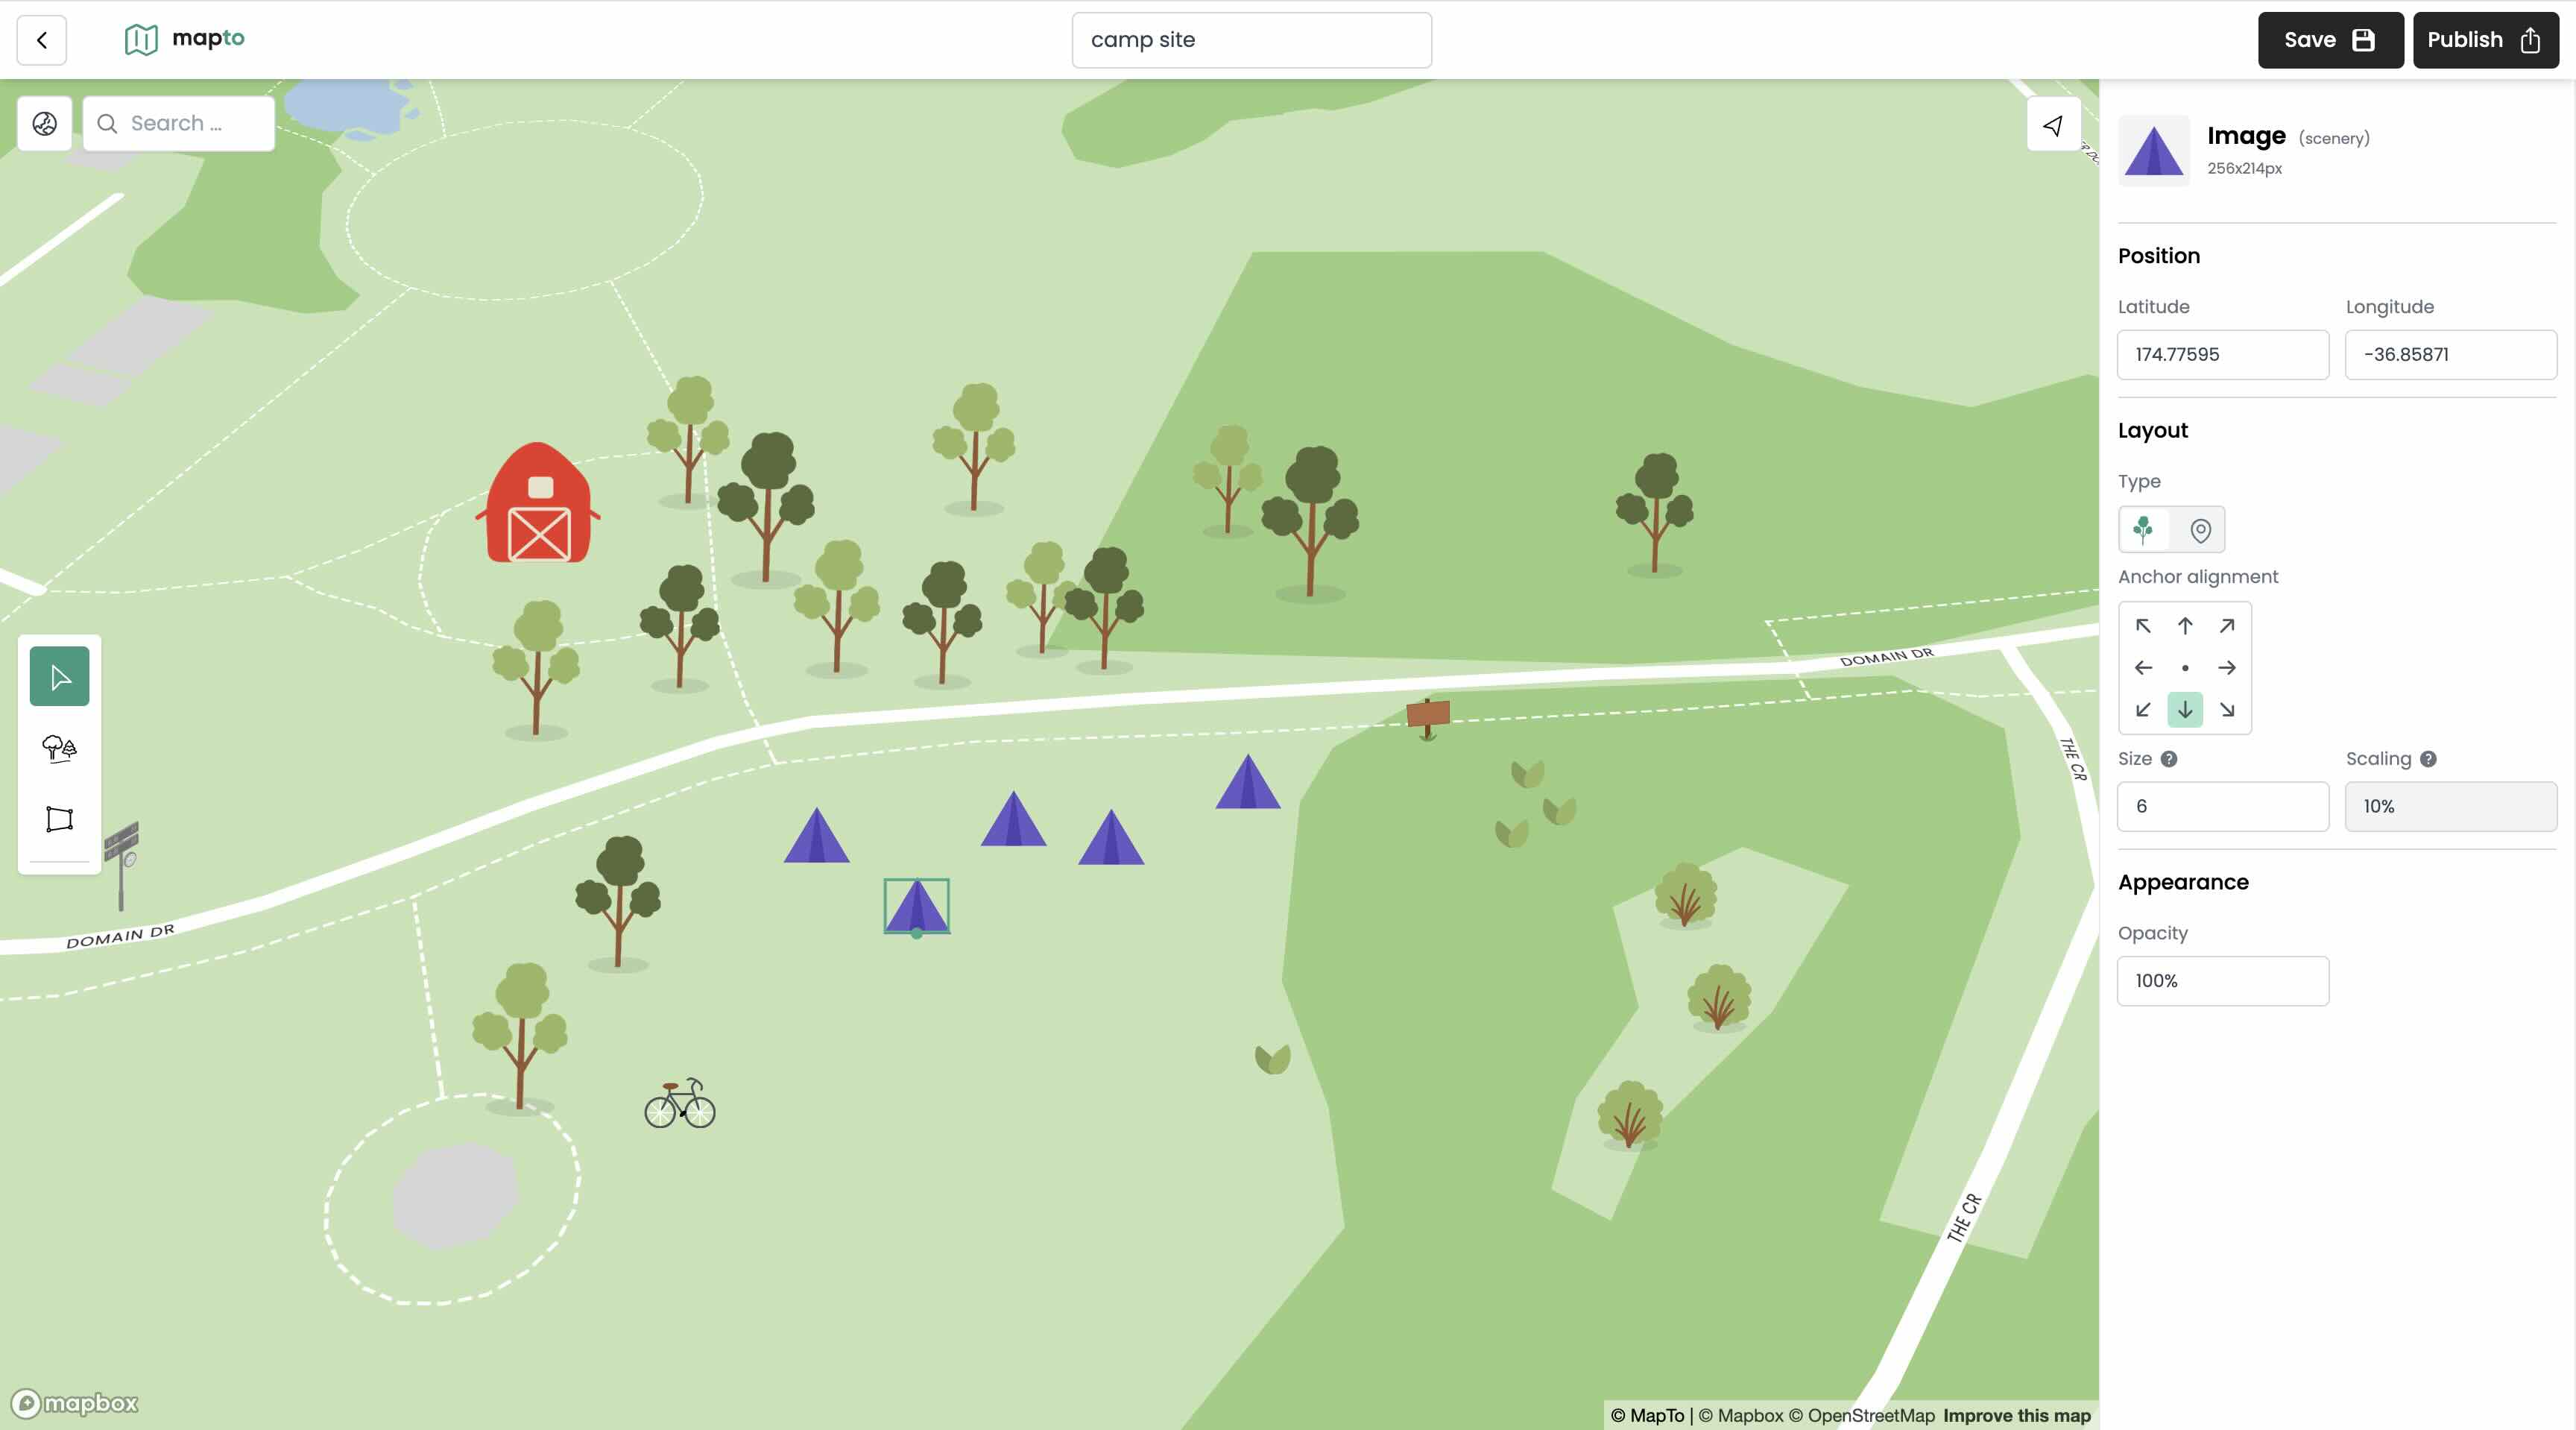 mapto
camp site
Save
Publish
Search ...
Image (scenery)
256x214px
Position
Latitude
Longitude
174.77595
-36.85871
Layout
Type
Anchor alignment
Size ?
Scaling ?
6
10%
Appearance
Opacity
100%
DOMAIN DR
THE CR
DOMAIN DR
THE CR
mapbox
© MapTo | © Mapbox © OpenStreetMap Improve this map